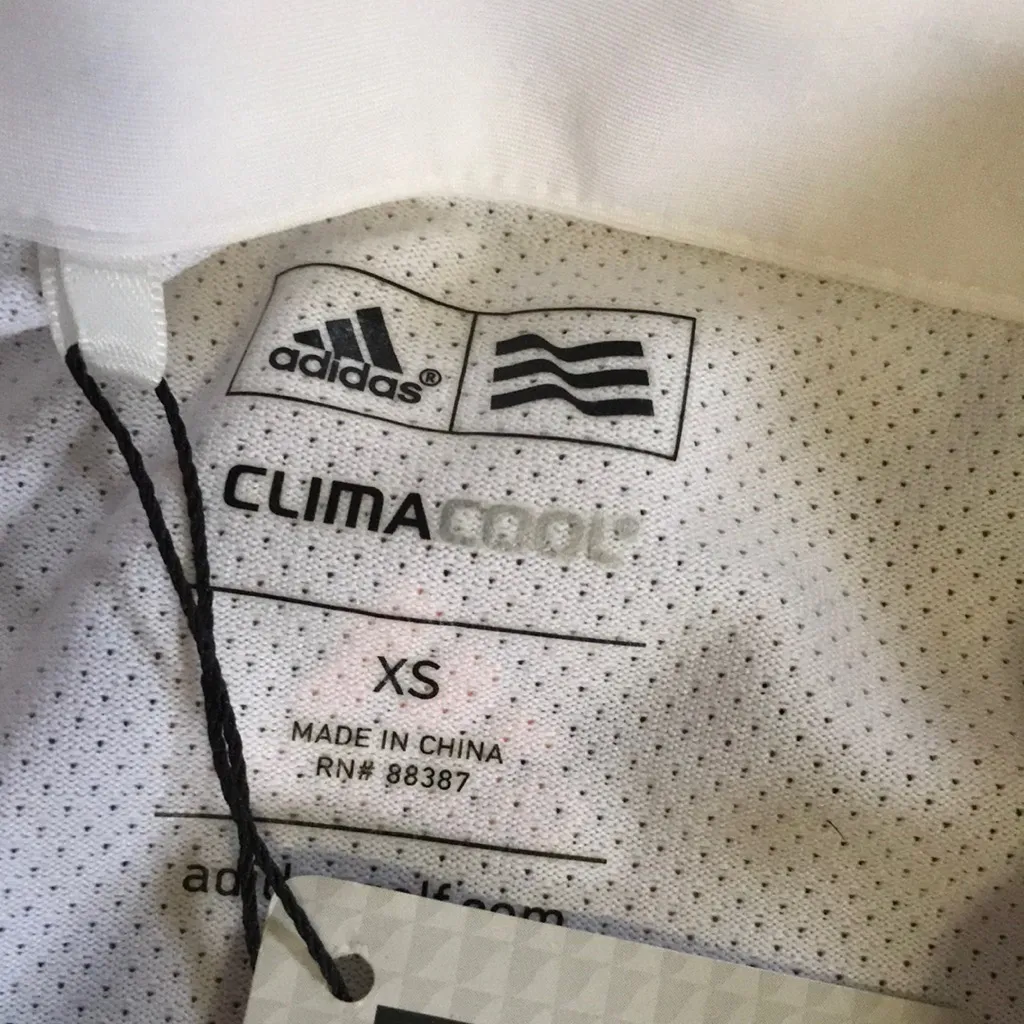 adidas®
CLIMACOOL®
XS
MADE IN CHINA
RN# 88387